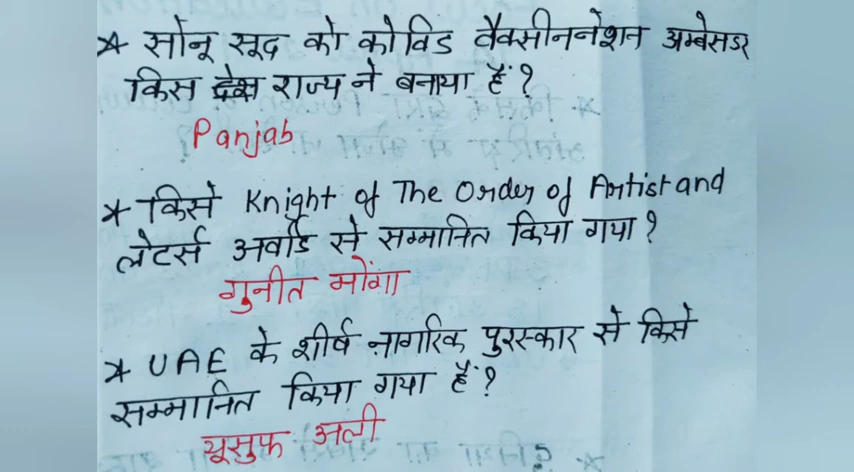 * सोनू सूद को कोविड वैक्सीननेशन अम्बेसडर
किस देश राज्य ने बनाया हैं?
Panjab
* किसे Knight of The Order of Artist and
लेटर्स अर्वाड से सम्मानित किया गया?
गुनीत मोंगा
* UAE के शीर्ष नागरिक पुरस्कार से किसे
सम्मानित किया गया हैं?
यूसुफ अली